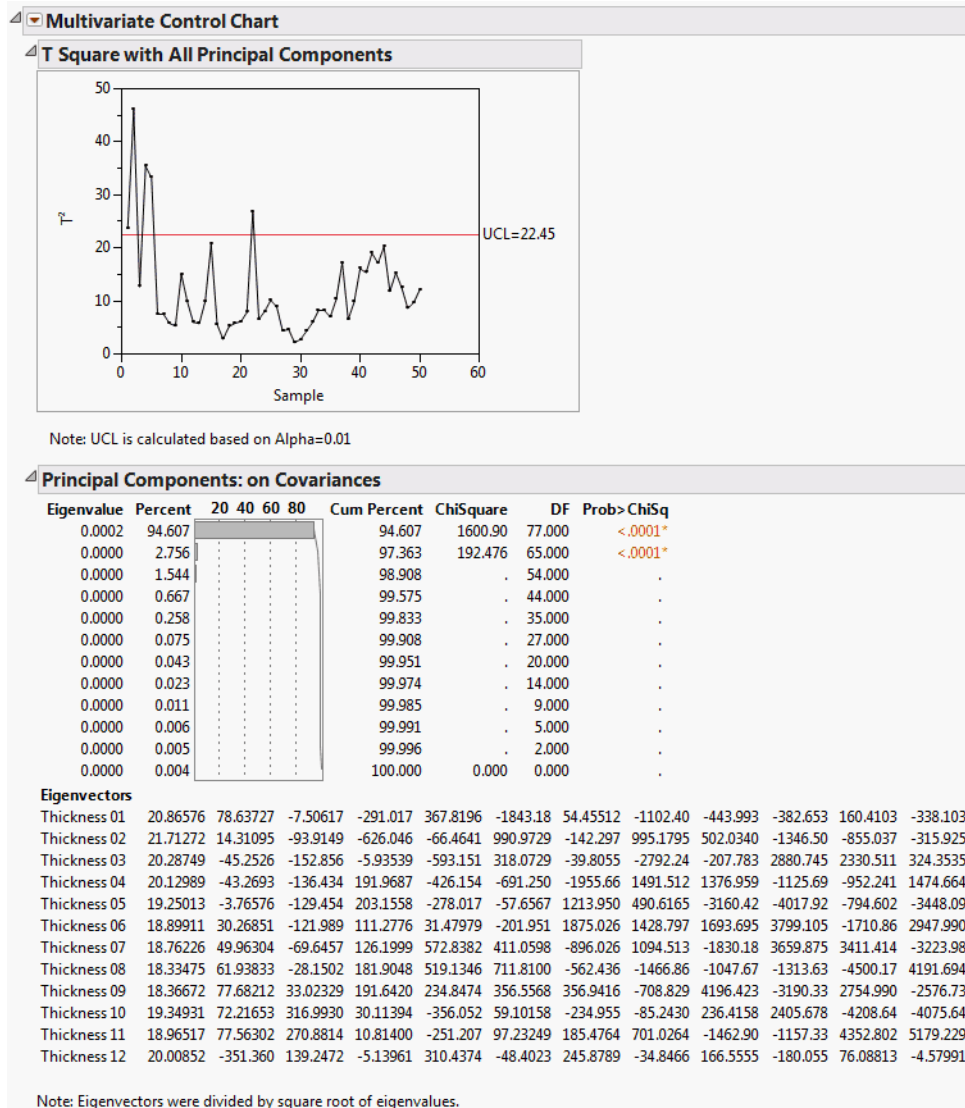 Multivariate Control Chart
T Square with All Principal Components
50
40
30
20
10
0
T²
UCL=22.45
0 10 20 30 40 50 60
Sample
Note: UCL is calculated based on Alpha=0.01
Principal Components: on Covariances
Eigenvalue Percent 20 40 60 80 Cum Percent ChiSquare DF Prob>ChiSq
0.0002 94.607 94.607 1600.90 77.000 <.0001*
0.0000 2.756 97.363 192.476 65.000 <.0001*
0.0000 1.544 98.908 . 54.000 .
0.0000 0.667 99.575 . 44.000 .
0.0000 0.258 99.833 . 35.000 .
0.0000 0.075 99.908 . 27.000 .
0.0000 0.043 99.951 . 20.000 .
0.0000 0.023 99.974 . 14.000 .
0.0000 0.011 99.985 . 9.000 .
0.0000 0.006 99.991 . 5.000 .
0.0000 0.005 99.996 . 2.000 .
0.0000 0.004 100.000 0.000 0.000 .
Eigenvectors
Thickness 01 20.86576 78.63727 -7.50617 -291.017 367.8196 -1843.18 54.45512 -1102.40 -443.993 -382.653 160.4103 -338.103
Thickness 02 21.71272 14.31095 -93.9149 -626.046 -66.4641 990.9729 -142.297 995.1795 502.0340 -1346.50 -855.037 -315.925
Thickness 03 20.28749 -45.2526 -152.856 -5.93539 -593.151 318.0729 -39.8055 -2792.24 -207.783 2880.745 2330.511 324.3535
Thickness 04 20.12989 -43.2693 -136.434 191.9687 -426.154 -691.250 -1955.66 1491.512 1376.959 -1125.69 -952.241 1474.664
Thickness 05 19.25013 -3.76576 -129.454 203.1558 -278.017 -57.6567 1213.950 490.6165 -3160.42 -4017.92 -794.602 -3448.09
Thickness 06 18.89911 30.26851 -121.989 111.2776 31.47979 -201.951 1875.026 1428.797 1693.695 3799.105 -1710.86 2947.990
Thickness 07 18.76226 49.96304 -69.6457 126.1999 572.8382 411.0598 -896.026 1094.513 -1830.18 3659.875 3411.414 -3223.98
Thickness 08 18.33475 61.93833 -28.1502 181.9048 519.1346 711.8100 -562.436 -1466.86 -1047.67 -1313.63 -4500.17 4191.694
Thickness 09 18.36672 77.68212 33.02329 191.6420 234.8474 356.5568 356.9416 -708.829 4196.423 -3190.33 2754.990 -2576.73
Thickness 10 19.34931 72.21653 316.9930 30.11394 -356.052 59.10158 -234.955 -85.2430 236.4158 2405.678 -4208.64 -4075.64
Thickness 11 18.96517 77.56302 270.8814 10.81400 -251.207 97.23249 185.4764 701.0264 -1462.90 -1157.33 4352.802 5179.229
Thickness 12 20.00852 -351.360 139.2472 -5.13961 310.4374 -48.4023 245.8789 -34.8466 166.5555 -180.055 76.08813 -4.57991
Note: Eigenvectors were divided by square root of eigenvalues.